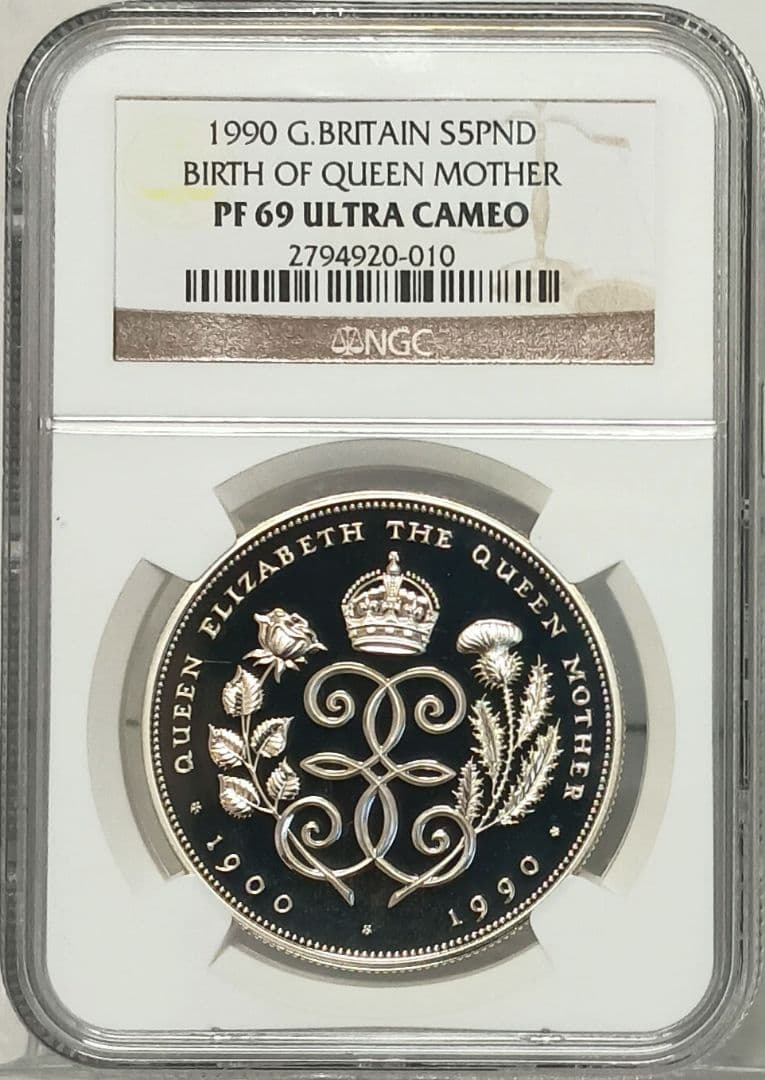 1990 G.BRITAIN S5PND
BIRTH OF QUEEN MOTHER
PF 69 ULTRA CAMEO
2794920-010
NGC
QUEEN ELIZABETH THE QUEEN MOTHER
1900 * 1990